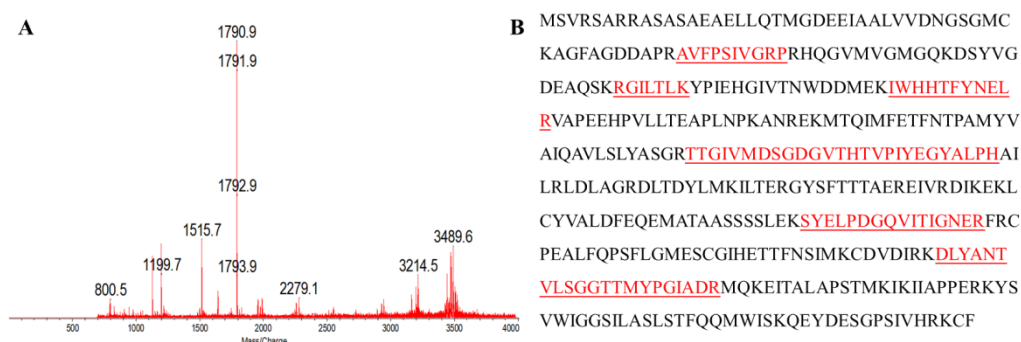 A
1790.9
1791.9
1792.9
1793.9
1515.7
1199.7
800.5
2279.1
3214.5
3489.6
500
1000
1500
2000
2500
3000
3500
4000
Mass/Charge
B
MSVRSARRASASAEAELLQTMGDEEIAALVVDNGSGMC
KAGFAGDDAPRAVFPSIVGRPRHQGVMVGMGQKDSYVG
DEAQSKRGILTLKYPIEHGIVTNWDDMEKIWHHTFYNEL
RVAPEEHPVLLTEAPLNPKANREKMTQIMFETFNTPAMYV
AIQAVLSLYASGRTTGIVMDSGDGVTHTVPIYEGYALPHAI
LRLDLAGRDLTDYLMKILTERGYSFTTTAEREIVRDIKEKL
CYVALDFEQEMATAASSSSLEKSYELPDGQVITIGNERFRC
PEALFQPSFLGMESCGIHETTFNSIMKCDVDIRKDLYANT
VLSGGTTMYPGIADRMQKEITALAPSTMKIKIIAPPERKYS
VWIGGSILASLSTFQQMWISKQEYDESGPSIVHRKCF